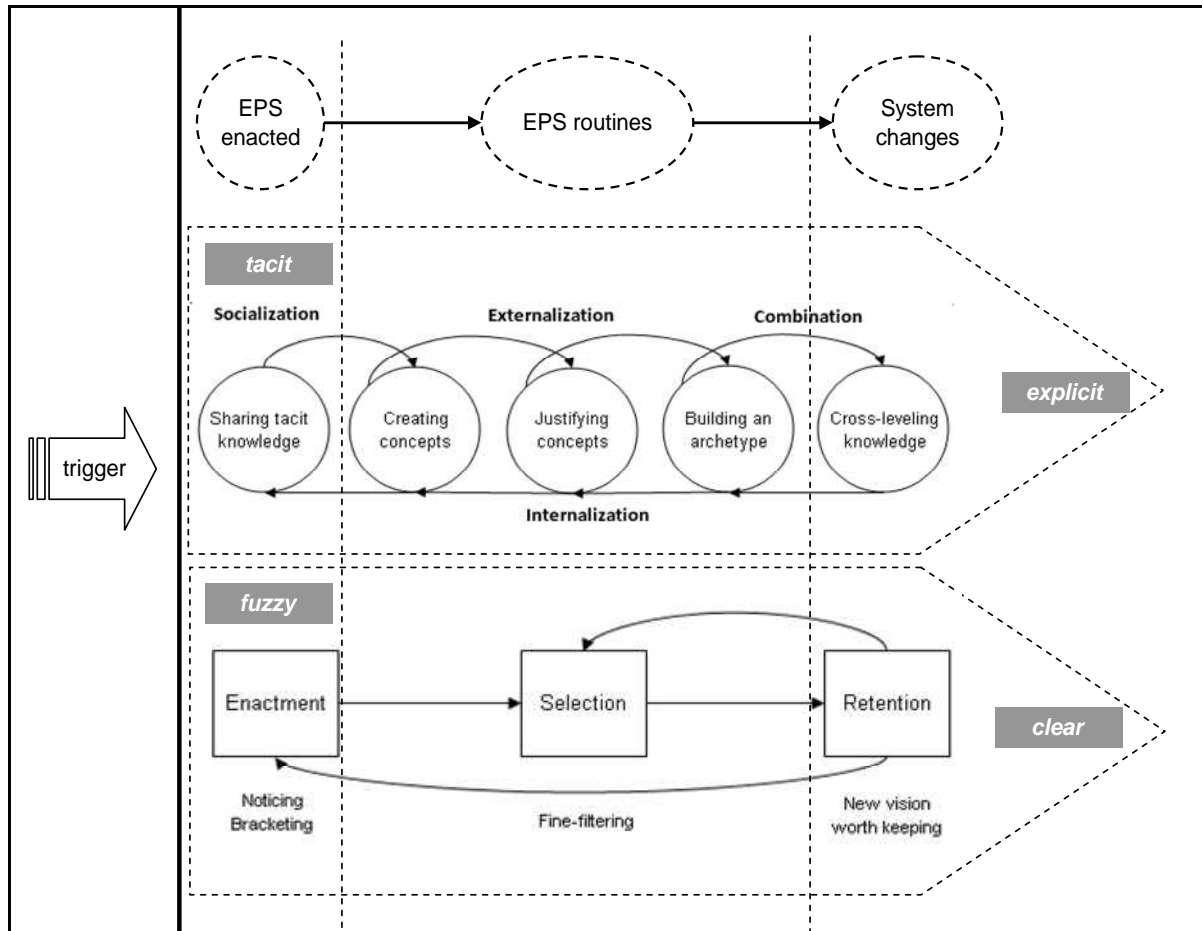 EPS
enacted
EPS routines
System
changes
tacit
Socialization
Externalization
Combination
Sharing tacit
knowledge
Creating
concepts
Justifying
concepts
Building an
archetype
Cross-leveling
knowledge
explicit
Internalization
trigger
fuzzy
Enactment
Selection
Retention
clear
Noticing
Bracketing
Fine-filtering
New vision
worth keeping